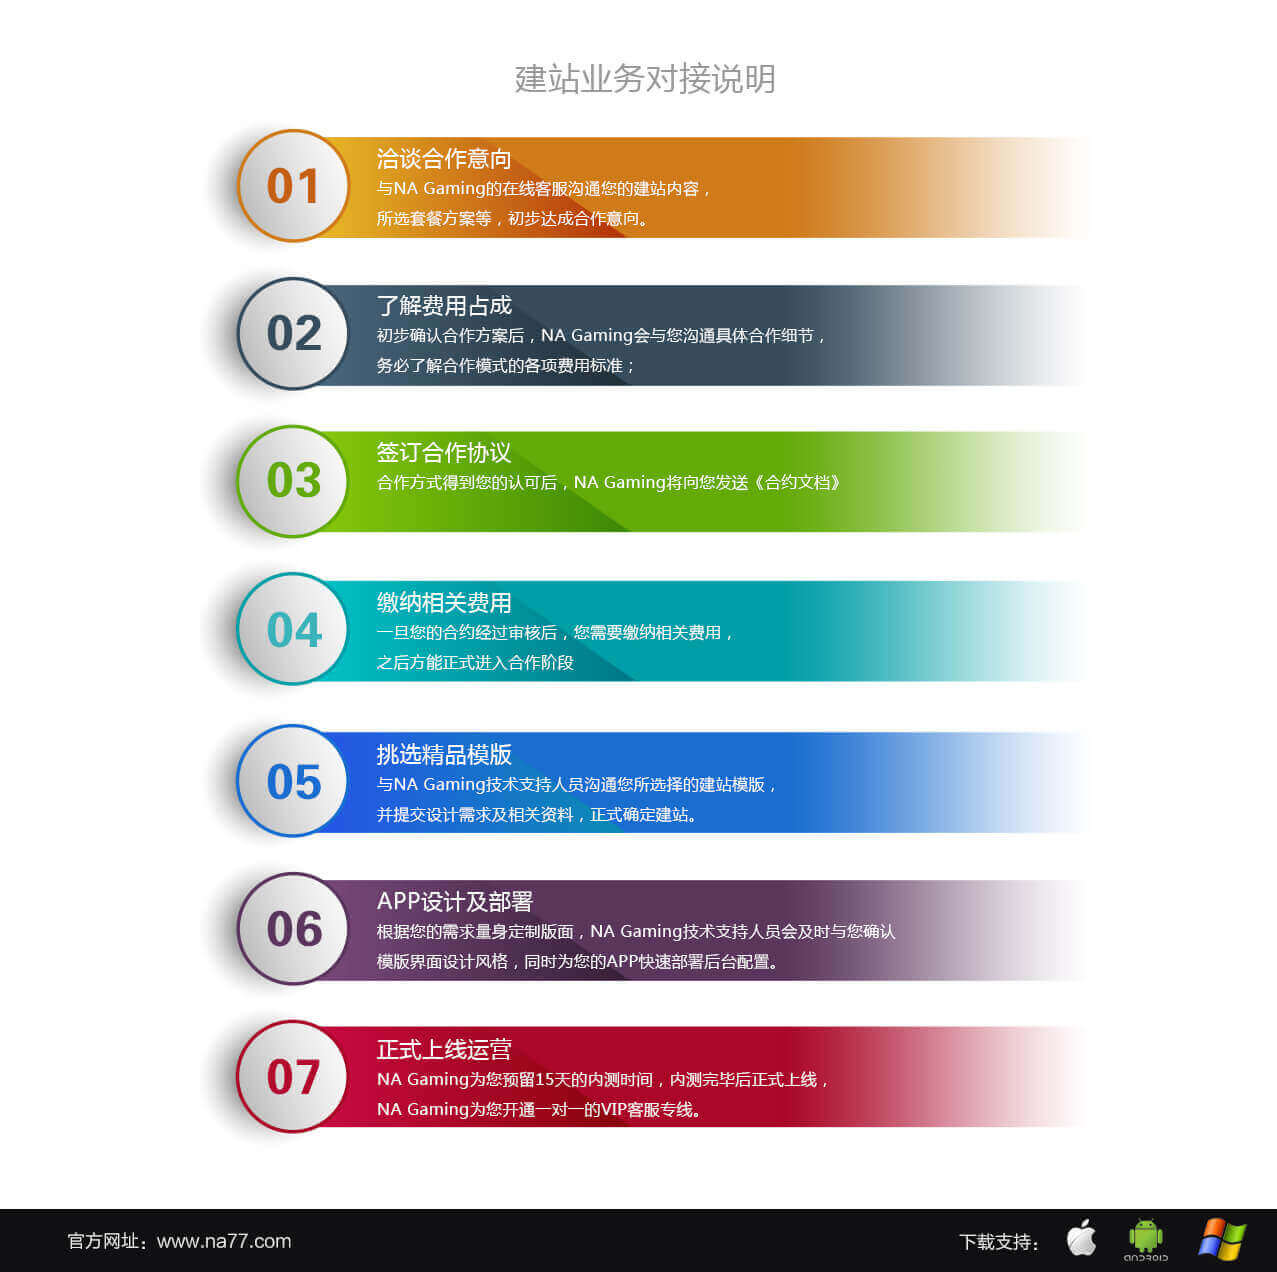 建站业务对接说明
01
洽谈合作意向
与NA Gaming的在线客服沟通您的建站内容，
所选套餐方案等，初步达成合作意向。
02
了解费用占成
初步确认合作方案后，NA Gaming会与您沟通具体合作细节，
务必了解合作模式的各项费用标准；
03
签订合作协议
合作方式得到您的认可后，NA Gaming将向您发送《合约文档》
04
缴纳相关费用
一旦您的合约经过审核后，您需要缴纳相关费用，
之后方能正式进入合作阶段
05
挑选精品模版
与NA Gaming技术支持人员沟通您所选择的建站模版，
并提交设计需求及相关资料，正式确定建站。
06
APP设计及部署
根据您的需求量身定制版面，NA Gaming技术支持人员会及时与您确认
模版界面设计风格，同时为您的APP快速部署后台配置。
07
正式上线运营
NA Gaming为您预留15天的内测时间，内测完毕后正式上线，
NA Gaming为您开通一对一的VIP客服专线。
官方网址：www.na77.com
下载支持：
ANDROID